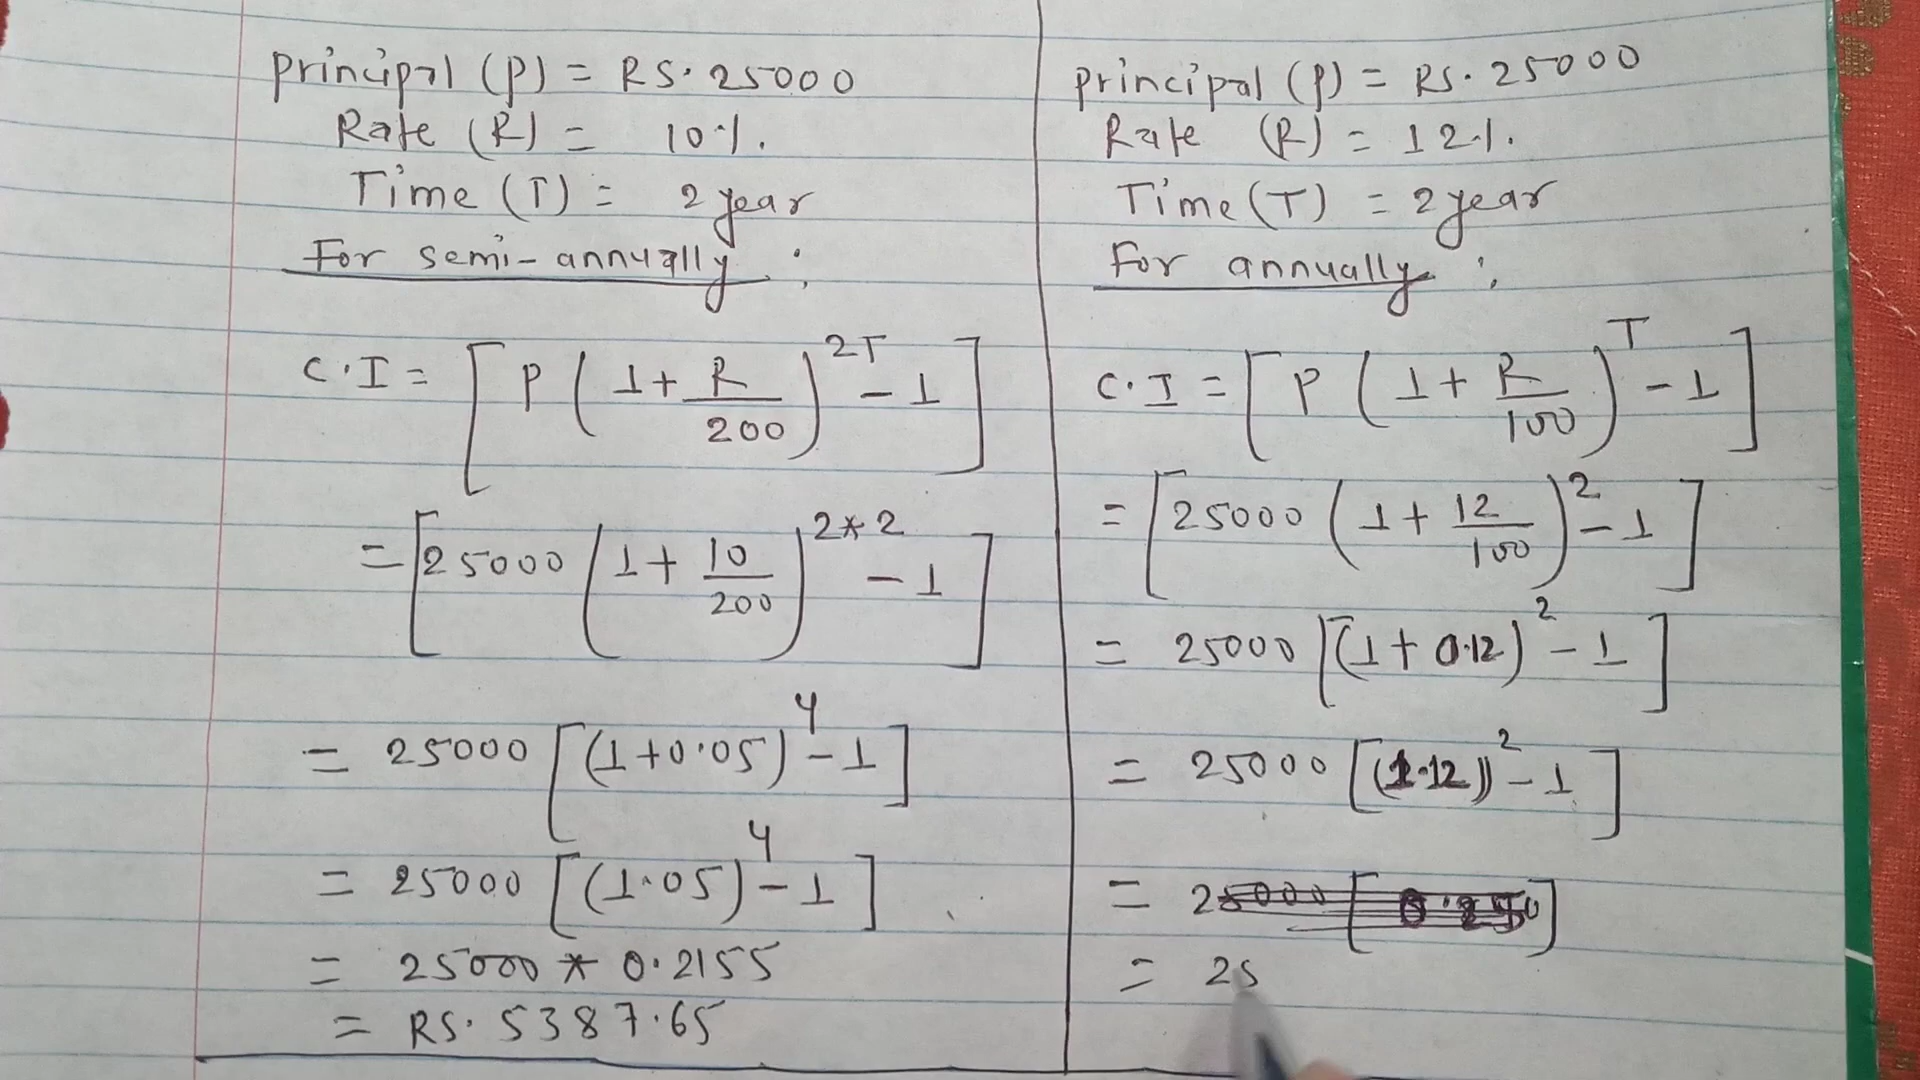 principal (P) = RS. 25000
Rate (R) = 10%.
Time (T) = 2 year
For semi-annually :
C.I = [P(1+R/200)^2T - 1]
= [25000(1+10/200)^2*2 - 1]
= 25000[(1+0.05)^4 - 1]
= 25000[(1.05)^4 - 1]
= 25000 * 0.2155
= RS. 5387.65
principal (P) = RS. 25000
Rate (R) = 12%.
Time (T) = 2 year
For annually :
C.I = [P(1+R/100)^T - 1]
= [25000(1+12/100)^2 - 1]
= 25000[(1+0.12)^2 - 1]
= 25000[(1.12)^2 - 1]
= 25000[ ]
= 25